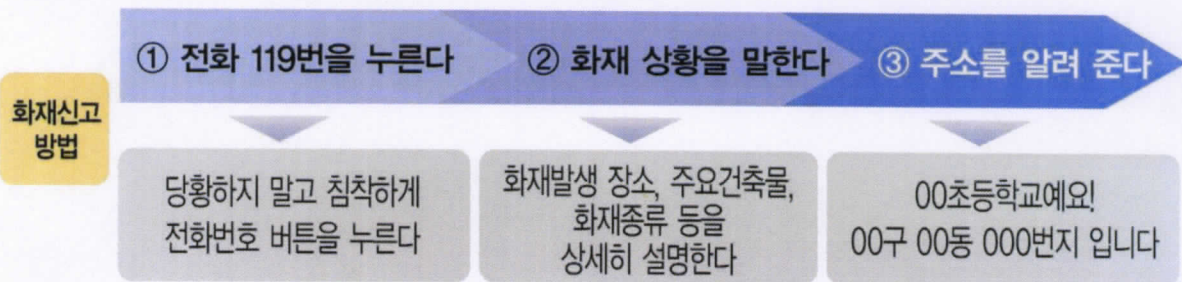 화재신고
방법
① 전화 119번을 누른다
② 화재 상황을 말한다
③ 주소를 알려 준다
당황하지 말고 침착하게
전화번호 버튼을 누른다
화재발생 장소, 주요건축물,
화재종류 등을
상세히 설명한다
00초등학교예요!
00구 00동 000번지 입니다